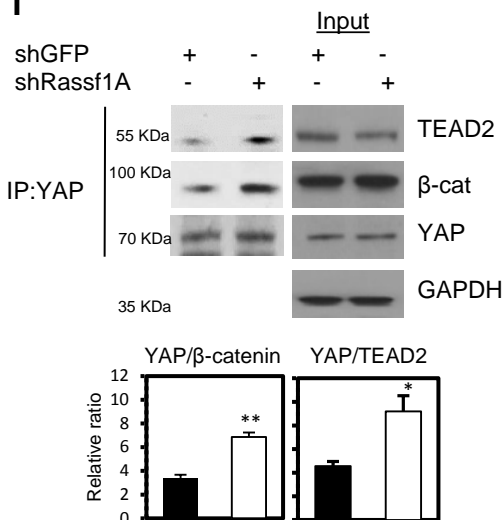 Input
shGFP + - + -
shRassf1A - + - +
55 KDa TEAD2
100 KDa β-cat
IP:YAP
70 KDa YAP
35 KDa GAPDH
YAP/β-catenin YAP/TEAD2
Relative ratio
12
10
8
6
4
2
0
**
*